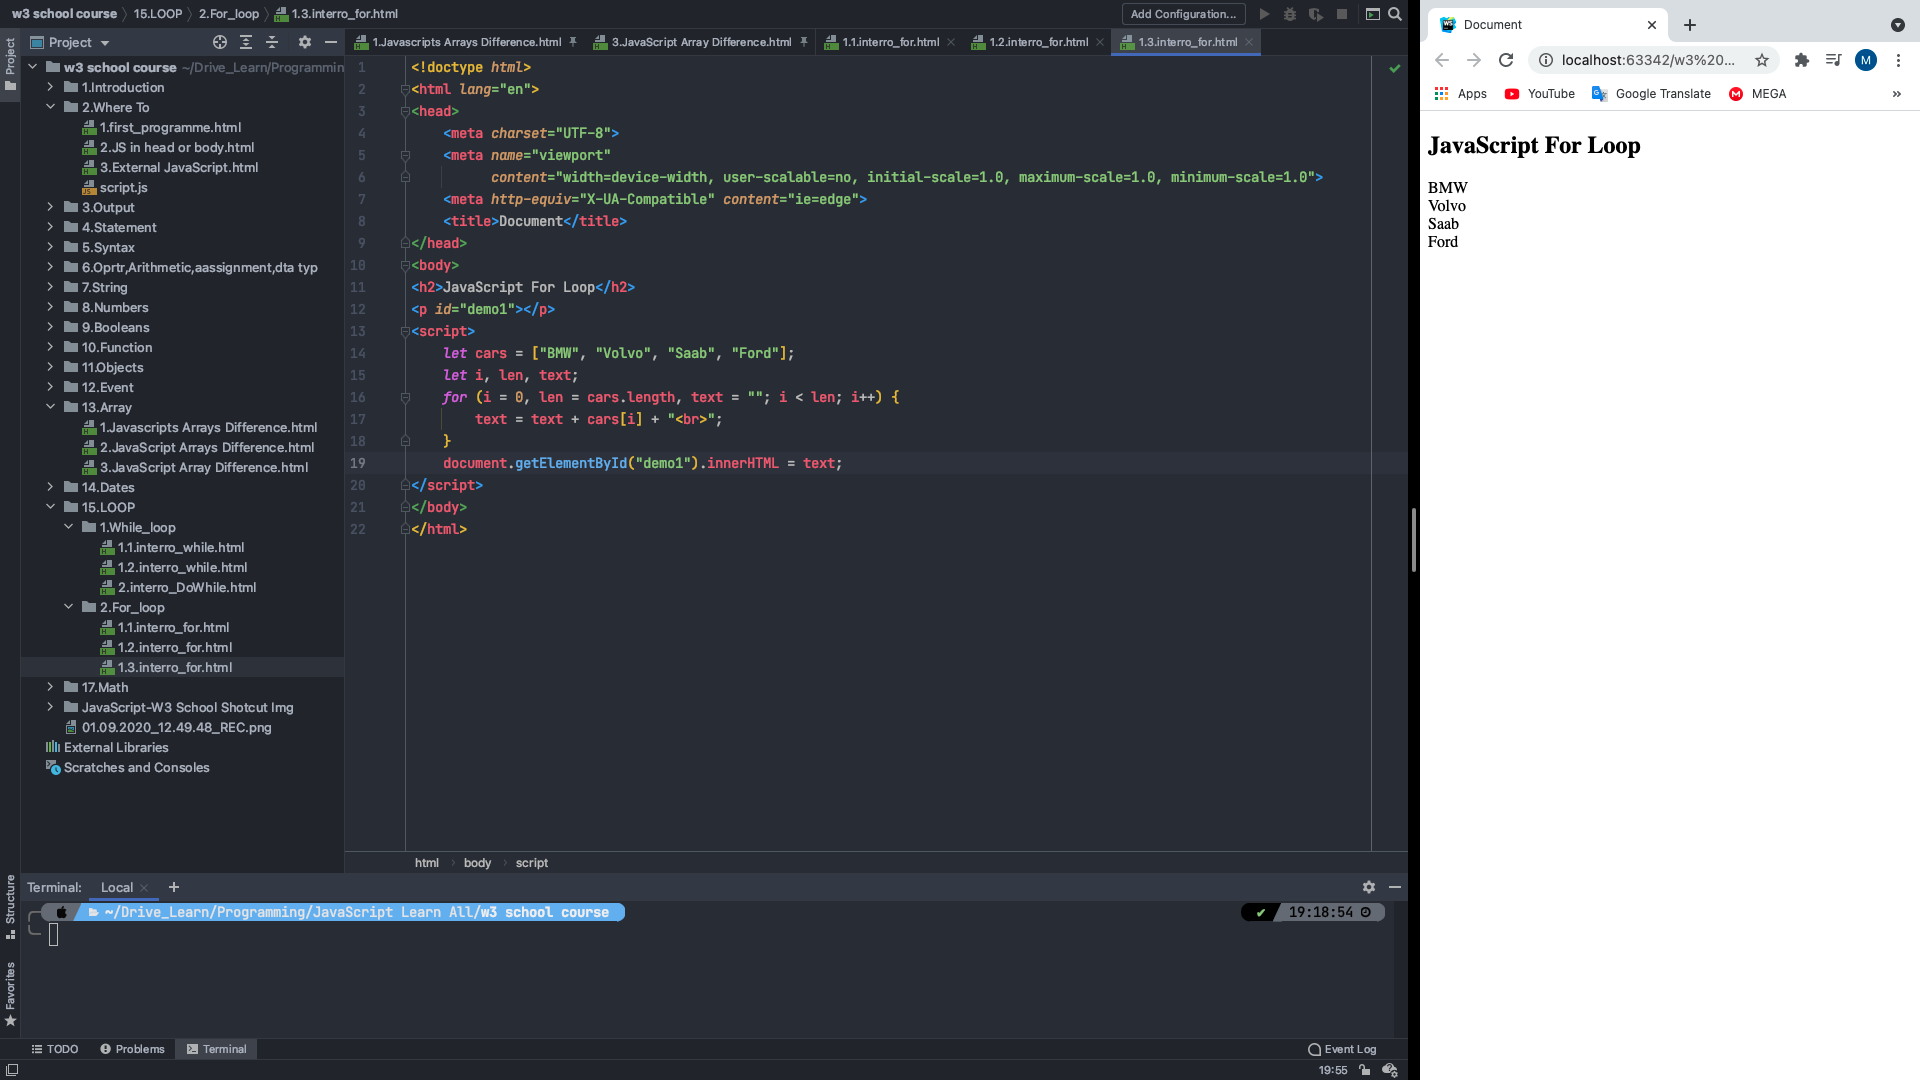 w3 school course 15.LOOP 2.For_loop 1.3.interro_for.html
Add Configuration...
Project
Project
1.Javascripts Arrays Difference.html 3.JavaScript Array Difference.html 1.1.interro_for.html 1.2.interro_for.html 1.3.interro_for.html
w3 school course ~/Drive_Learn/Programmin
1.Introduction
2.Where To
1.first_programme.html
2.JS in head or body.html
3.External JavaScript.html
script.js
3.Output
4.Statement
5.Syntax
6.Oprtr,Arithmetic,aassignment,dta typ
7.String
8.Numbers
9.Booleans
10.Function
11.Objects
12.Event
13.Array
1.Javascripts Arrays Difference.html
2.JavaScript Arrays Difference.html
3.JavaScript Array Difference.html
14.Dates
15.LOOP
1.While_loop
1.1.interro_while.html
1.2.interro_while.html
2.interro_DoWhile.html
2.For_loop
1.1.interro_for.html
1.2.interro_for.html
1.3.interro_for.html
17.Math
JavaScript-W3 School Shotcut Img
01.09.2020_12.49.48_REC.png
External Libraries
Scratches and Consoles
1 <!doctype html>
2 <html lang="en">
3 <head>
4 <meta charset="UTF-8">
5 <meta name="viewport"
6 content="width=device-width, user-scalable=no, initial-scale=1.0, maximum-scale=1.0, minimum-scale=1.0">
7 <meta http-equiv="X-UA-Compatible" content="ie=edge">
8 <title>Document</title>
9 </head>
10 <body>
11 <h2>JavaScript For Loop</h2>
12 <p id="demo1"></p>
13 <script>
14 let cars = ["BMW", "Volvo", "Saab", "Ford"];
15 let i, len, text;
16 for (i = 0, len = cars.length, text = ""; i < len; i++) {
17 text = text + cars[i] + "<br>";
18 }
19 document.getElementById("demo1").innerHTML = text;
20 </script>
21 </body>
22 </html>
html body script
Structure
Favorites
Terminal: Local
~/Drive_Learn/Programming/JavaScript Learn All/w3 school course
19:18:54
TODO Problems Terminal
Event Log
19:55
Document
localhost:63342/w3%20...
M
Apps YouTube Google Translate MEGA
JavaScript For Loop
BMW
Volvo
Saab
Ford